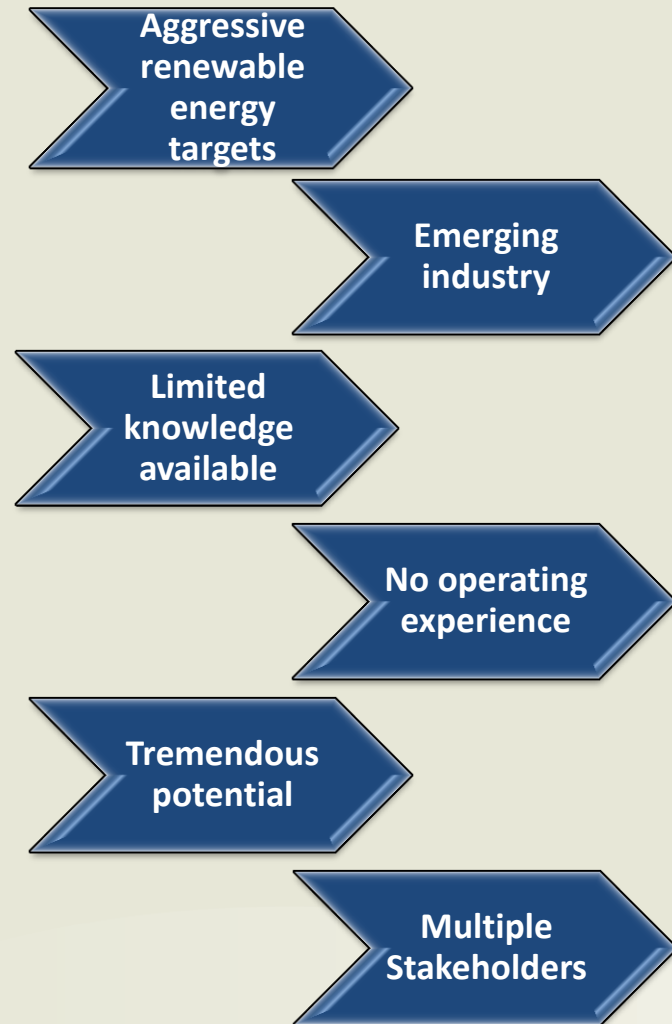 Aggressive
renewable
energy
targets
Emerging
industry
Limited
knowledge
available
No operating
experience
Tremendous
potential
Multiple
Stakeholders